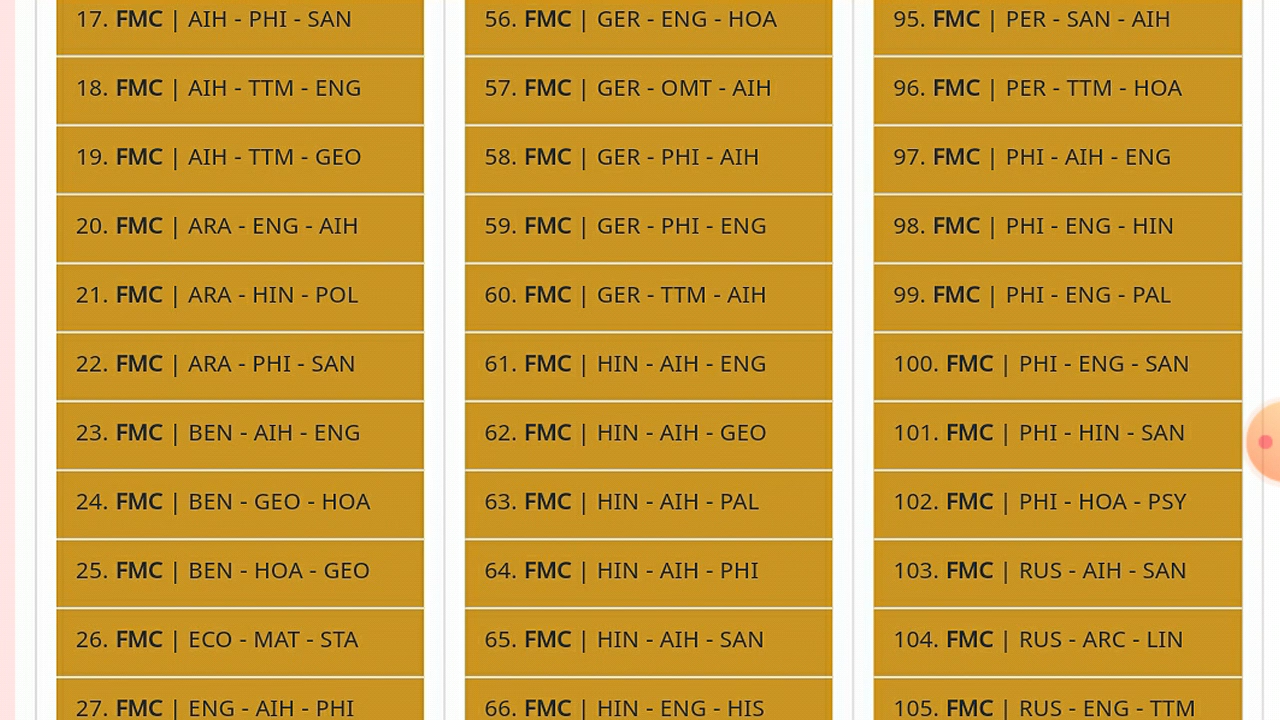 17. FMC | AIH - PHI - SAN
18. FMC | AIH - TTM - ENG
19. FMC | AIH - TTM - GEO
20. FMC | ARA - ENG - AIH
21. FMC | ARA - HIN - POL
22. FMC | ARA - PHI - SAN
23. FMC | BEN - AIH - ENG
24. FMC | BEN - GEO - HOA
25. FMC | BEN - HOA - GEO
26. FMC | ECO - MAT - STA
27. FMC | ENG - AIH - PHI
56. FMC | GER - ENG - HOA
57. FMC | GER - OMT - AIH
58. FMC | GER - PHI - AIH
59. FMC | GER - PHI - ENG
60. FMC | GER - TTM - AIH
61. FMC | HIN - AIH - ENG
62. FMC | HIN - AIH - GEO
63. FMC | HIN - AIH - PAL
64. FMC | HIN - AIH - PHI
65. FMC | HIN - AIH - SAN
66. FMC | HIN - ENG - HIS
95. FMC | PER - SAN - AIH
96. FMC | PER - TTM - HOA
97. FMC | PHI - AIH - ENG
98. FMC | PHI - ENG - HIN
99. FMC | PHI - ENG - PAL
100. FMC | PHI - ENG - SAN
101. FMC | PHI - HIN - SAN
102. FMC | PHI - HOA - PSY
103. FMC | RUS - AIH - SAN
104. FMC | RUS - ARC - LIN
105. FMC | RUS - ENG - TTM